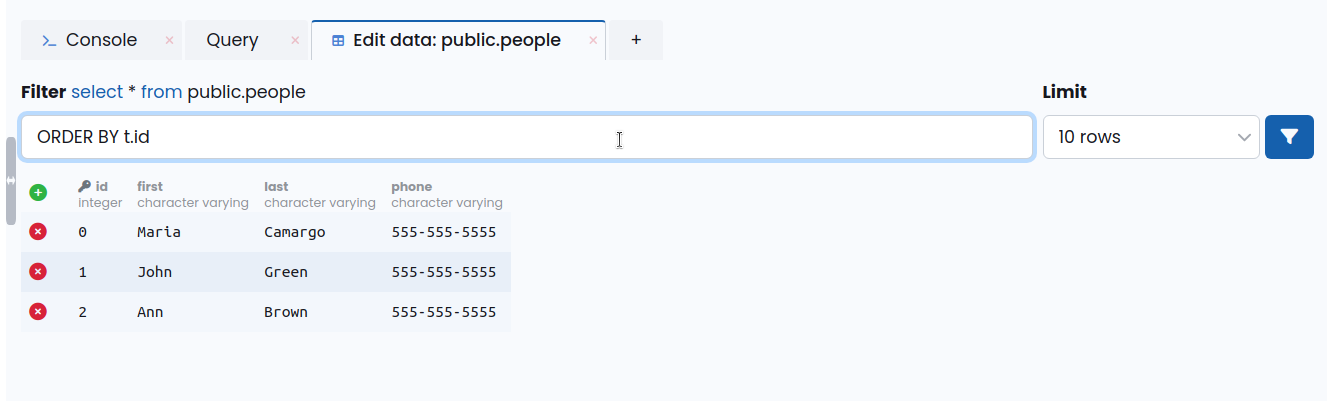 Console × Query × Edit data: public.people × +
Filter select * from public.people Limit
ORDER BY t.id 10 rows
id first last phone
integer character varying character varying character varying
0 Maria Camargo 555-555-5555
1 John Green 555-555-5555
2 Ann Brown 555-555-5555